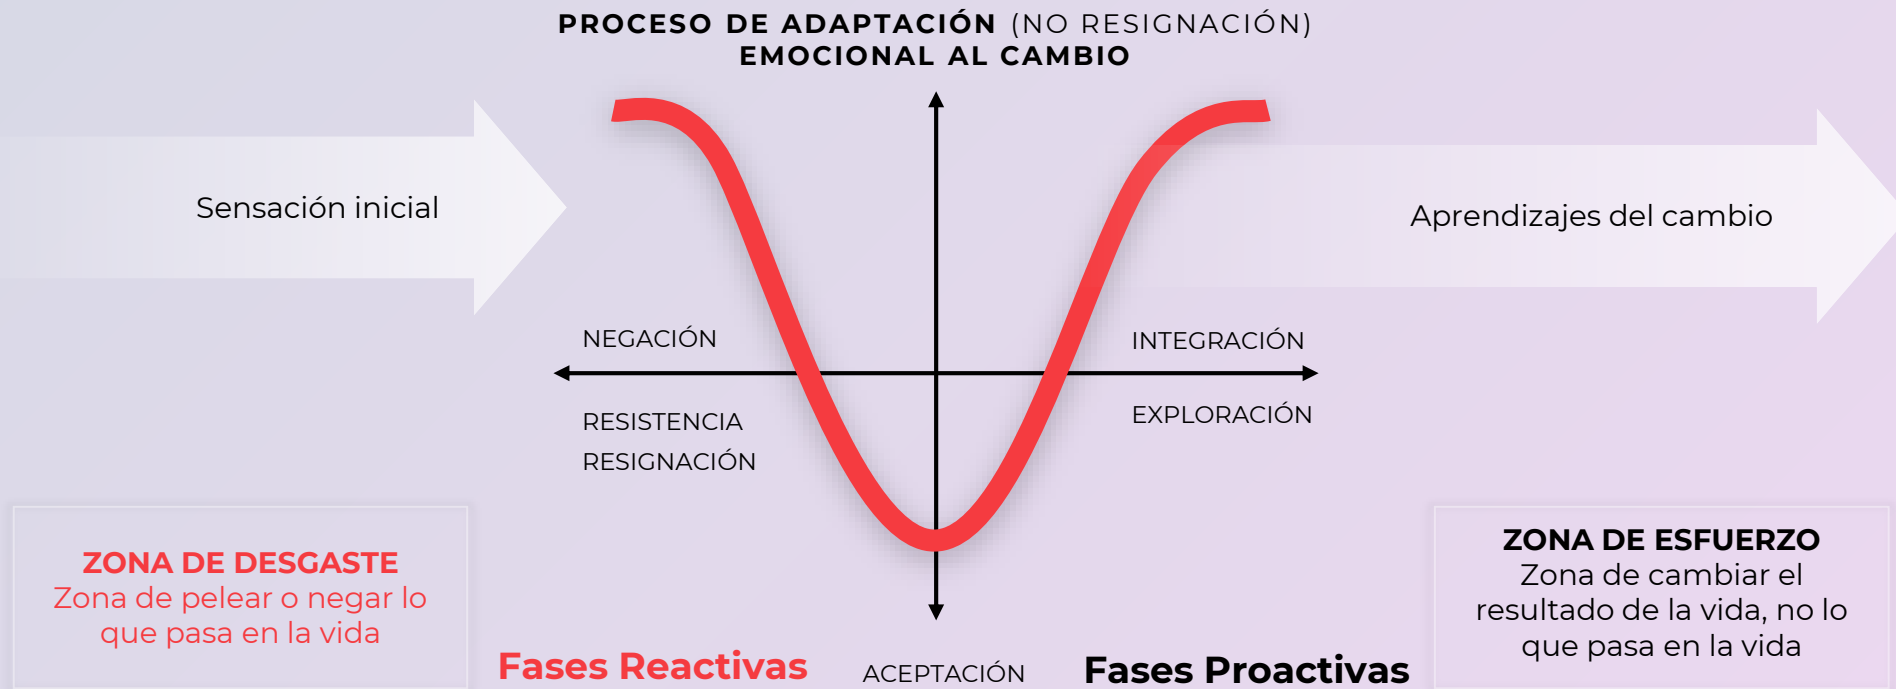 PROCESO DE ADAPTACIÓN (NO RESIGNACIÓN)
EMOCIONAL AL CAMBIO
Sensación inicial
Aprendizajes del cambio
NEGACIÓN
INTEGRACIÓN
RESISTENCIA
RESIGNACIÓN
EXPLORACIÓN
ZONA DE DESGASTE
Zona de pelear o negar lo
que pasa en la vida
ZONA DE ESFUERZO
Zona de cambiar el
resultado de la vida, no lo
que pasa en la vida
Fases Reactivas
ACEPTACIÓN
Fases Proactivas